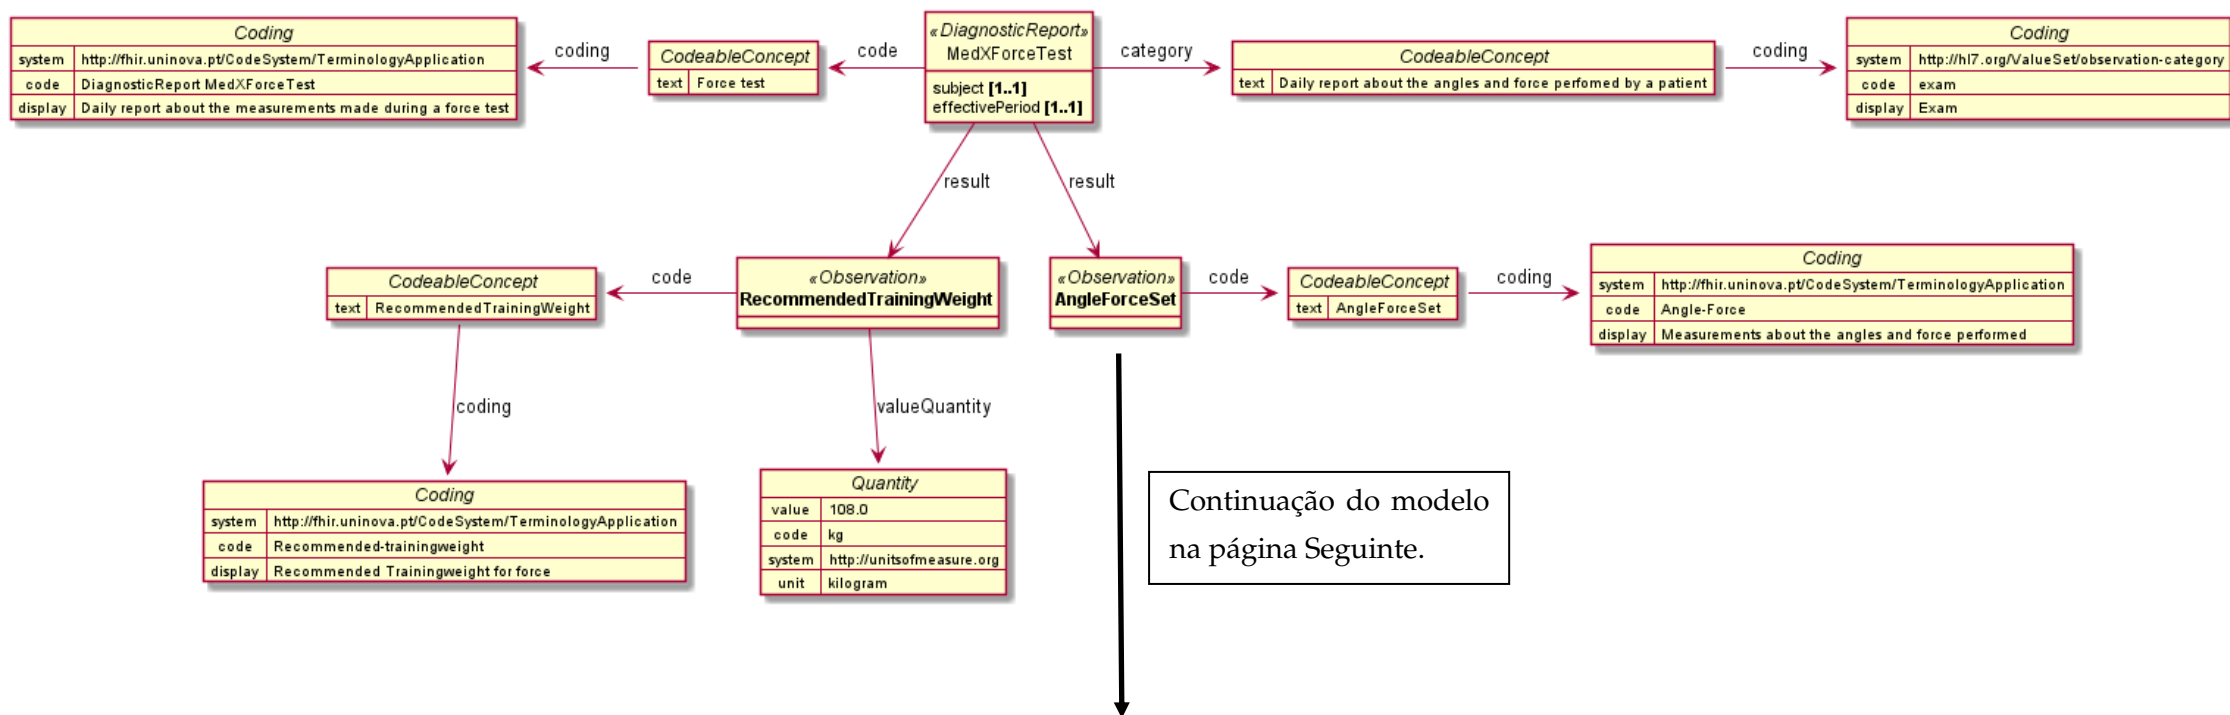 Coding
system http://fhir.uninova.pt/CodeSystem/TerminologyApplication
code DiagnosticReport MedXForceTest
display Daily report about the measurements made during a force test
coding
CodeableConcept
text Force test
code
«DiagnosticReport»
MedXForceTest
subject [1..1]
effectivePeriod [1..1]
category
CodeableConcept
text Daily report about the angles and force perfomed by a patient
coding
Coding
system http://hl7.org/ValueSet/observation-category
code exam
display Exam
result
result
CodeableConcept
text RecommendedTrainingWeight
code
«Observation»
RecommendedTrainingWeight
«Observation»
AngleForceSet
code
CodeableConcept
text AngleForceSet
coding
Coding
system http://fhir.uninova.pt/CodeSystem/TerminologyApplication
code Angle-Force
display Measurements about the angles and force performed
coding
valueQuantity
Coding
system http://fhir.uninova.pt/CodeSystem/TerminologyApplication
code Recommended-trainingweight
display Recommended Trainingweight for force
Quantity
value 108.0
code kg
system http://unitsofmeasure.org
unit kilogram
Continuação do modelo
na página Seguinte.